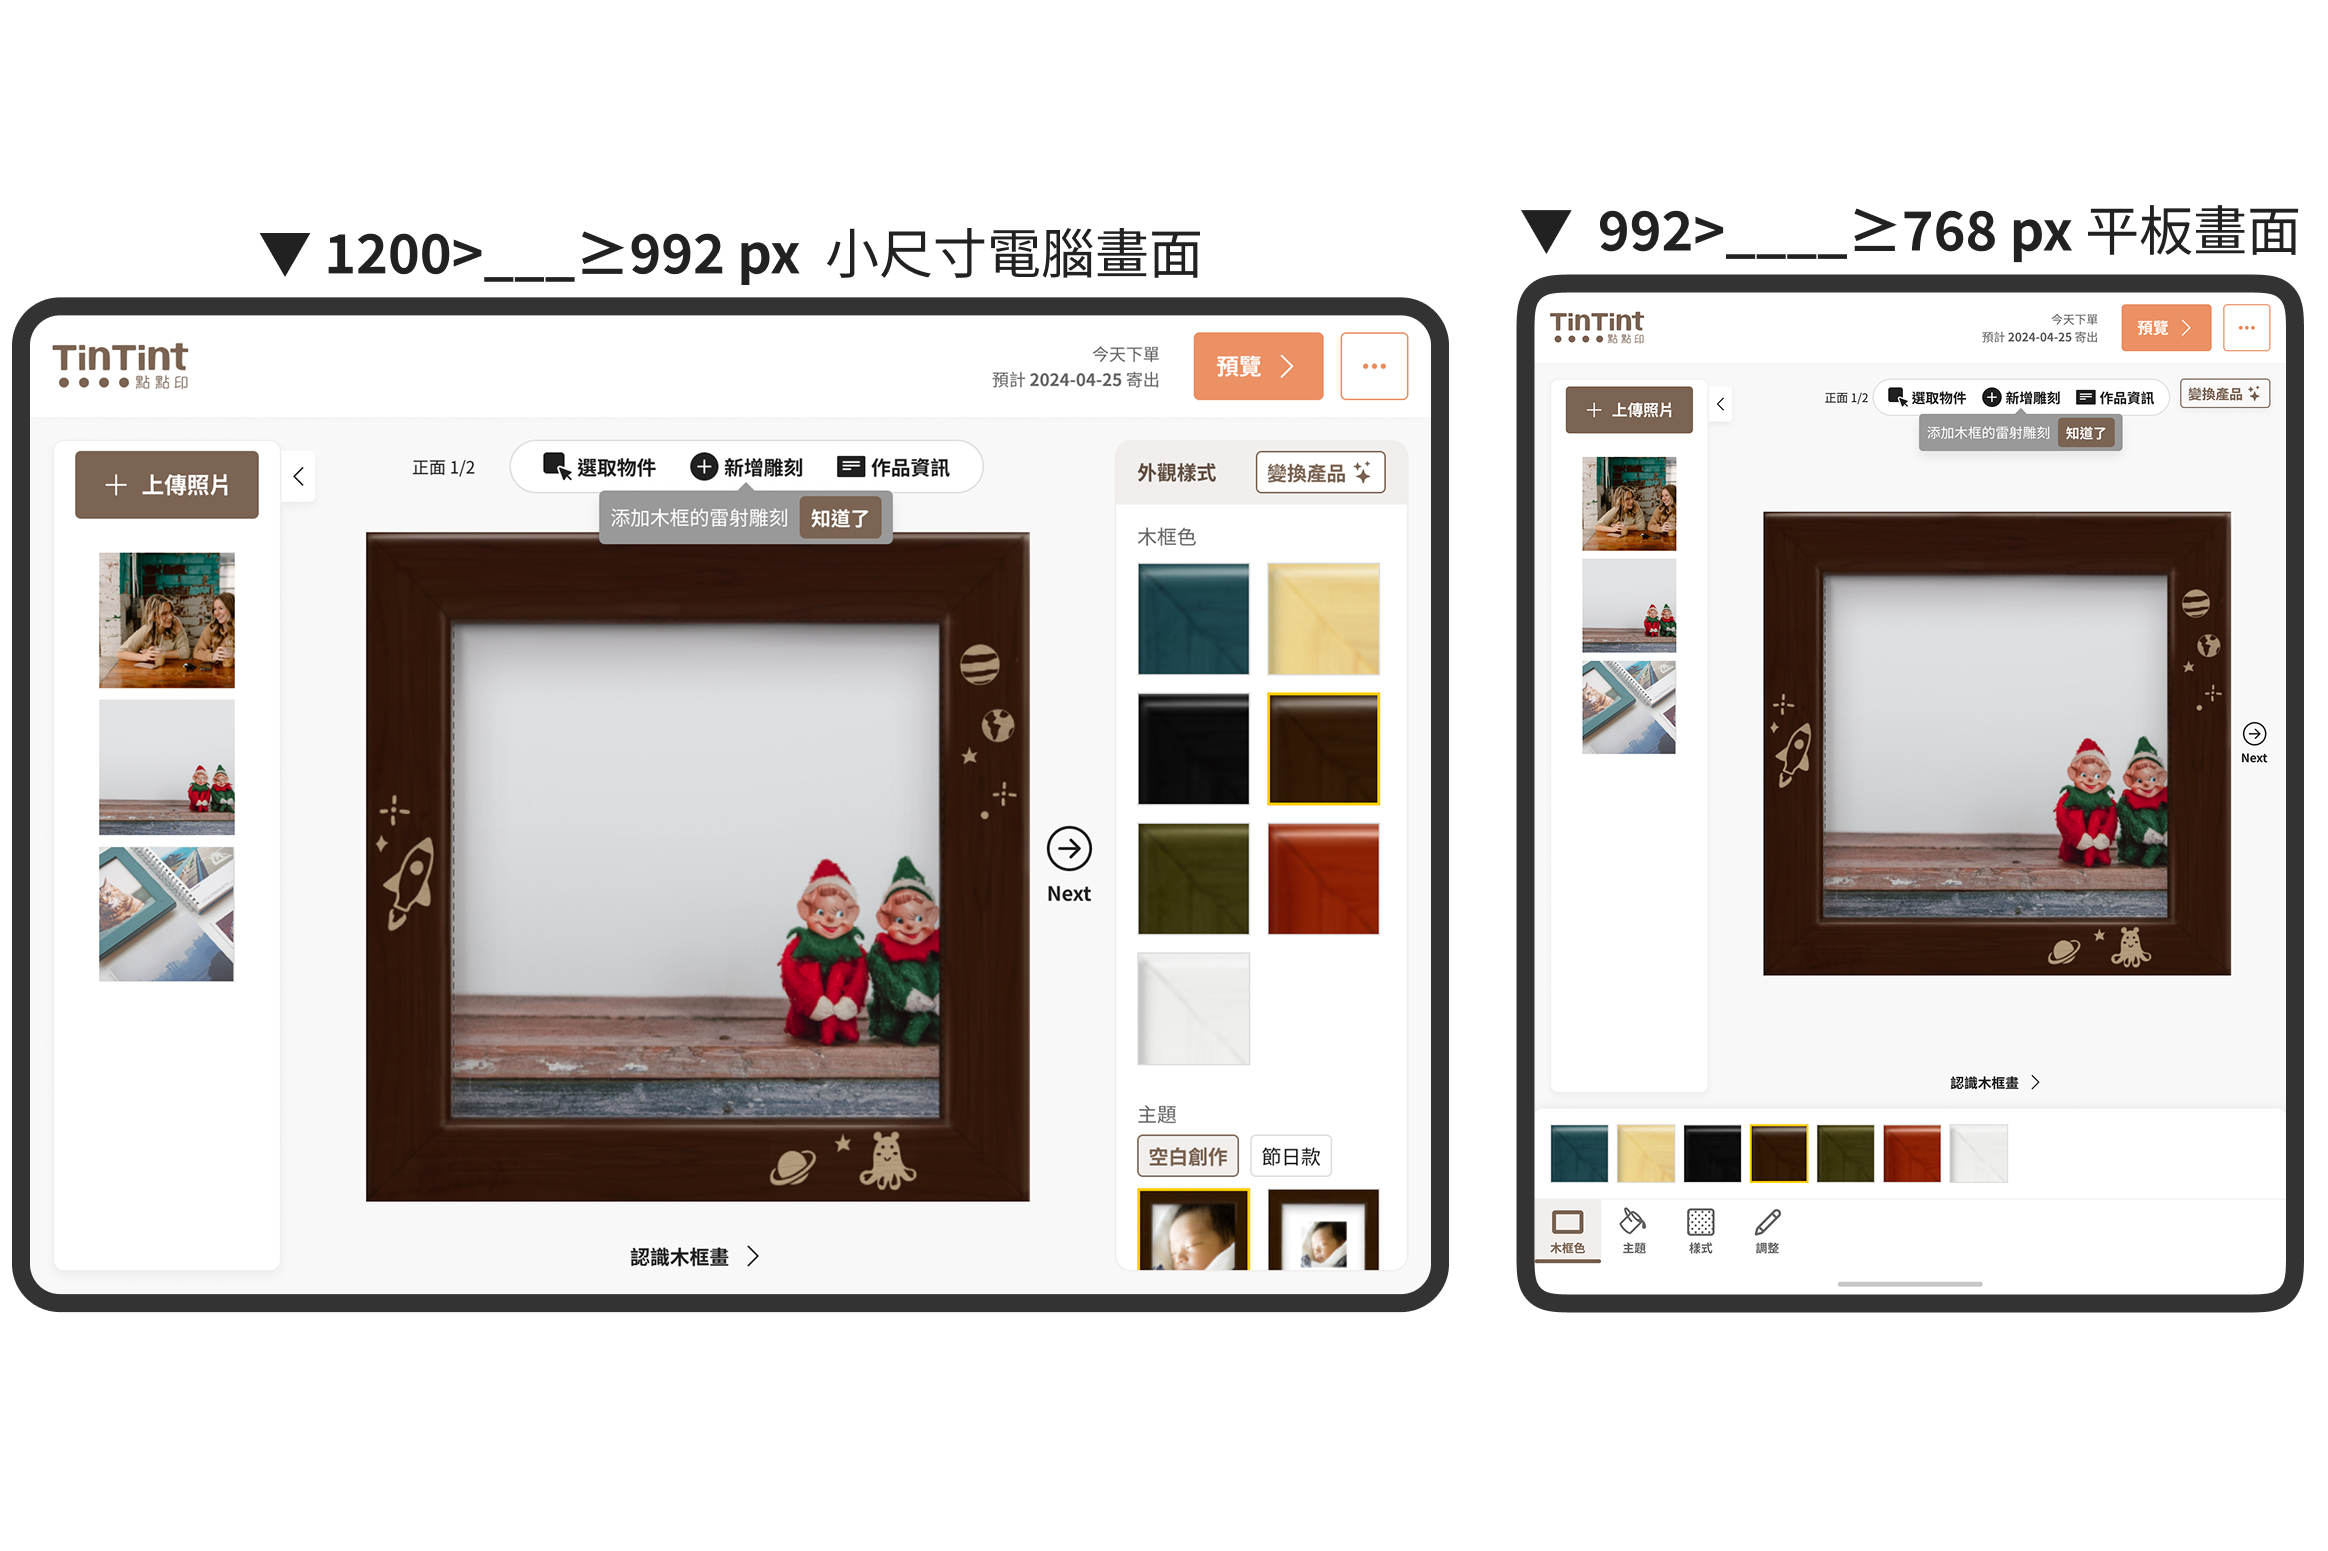 ▼ 1200>___≥992 px 小尺寸電腦畫面
TinTint
點點印
今天下單
預計 2024-04-25 寄出
預覽
上傳照片
正面 1/2
選取物件
新增雕刻
作品資訊
添加木框的雷射雕刻
知道了
外觀樣式
變換產品
木框色
Next
主題
空白創作
節日款
認識木框畫
▼ 992>____≥768 px 平板畫面
TinTint
點點印
今天下單
預計 2024-04-25 寄出
預覽
上傳照片
正面 1/2
選取物件
新增雕刻
作品資訊
變換產品
添加木框的雷射雕刻
知道了
Next
認識木框畫
木框色
主題
樣式
調整